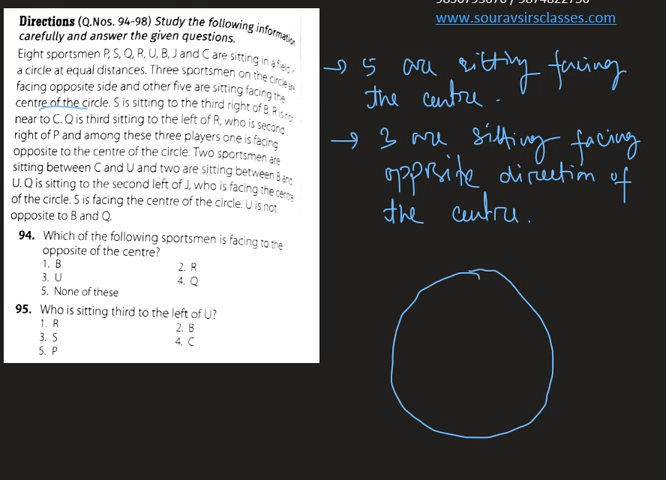 www.souravsirsclasses.com
Directions (Q.Nos. 94-98) Study the following information
carefully and answer the given questions.
Eight sportsmen P, S, Q, R, U, B, J and C are sitting in a
a circle at equal distances. Three sportsmen on the circle are
facing opposite side and other five are sitting facing the
centre of the circle. S is sitting to the third right of B. R is not
near to C. Q is third sitting to the left of R, who is second
right of P and among these three players one is facing
opposite to the centre of the circle. Two sportsmen are
sitting between C and U and two are sitting between B and
U. Q is sitting to the second left of J, who is facing the centre
of the circle. S is facing the centre of the circle. U is not
opposite to B and Q.
94. Which of the following sportsmen is facing to the
opposite of the centre?
1. B 2. R
3. U 4. Q
5. None of these
95. Who is sitting third to the left of U?
1. R 2. B
3. S 4. C
5. P
→ 5 are sitting facing
the centre.
→ 3 are sitting facing
opposite direction of
the centre.